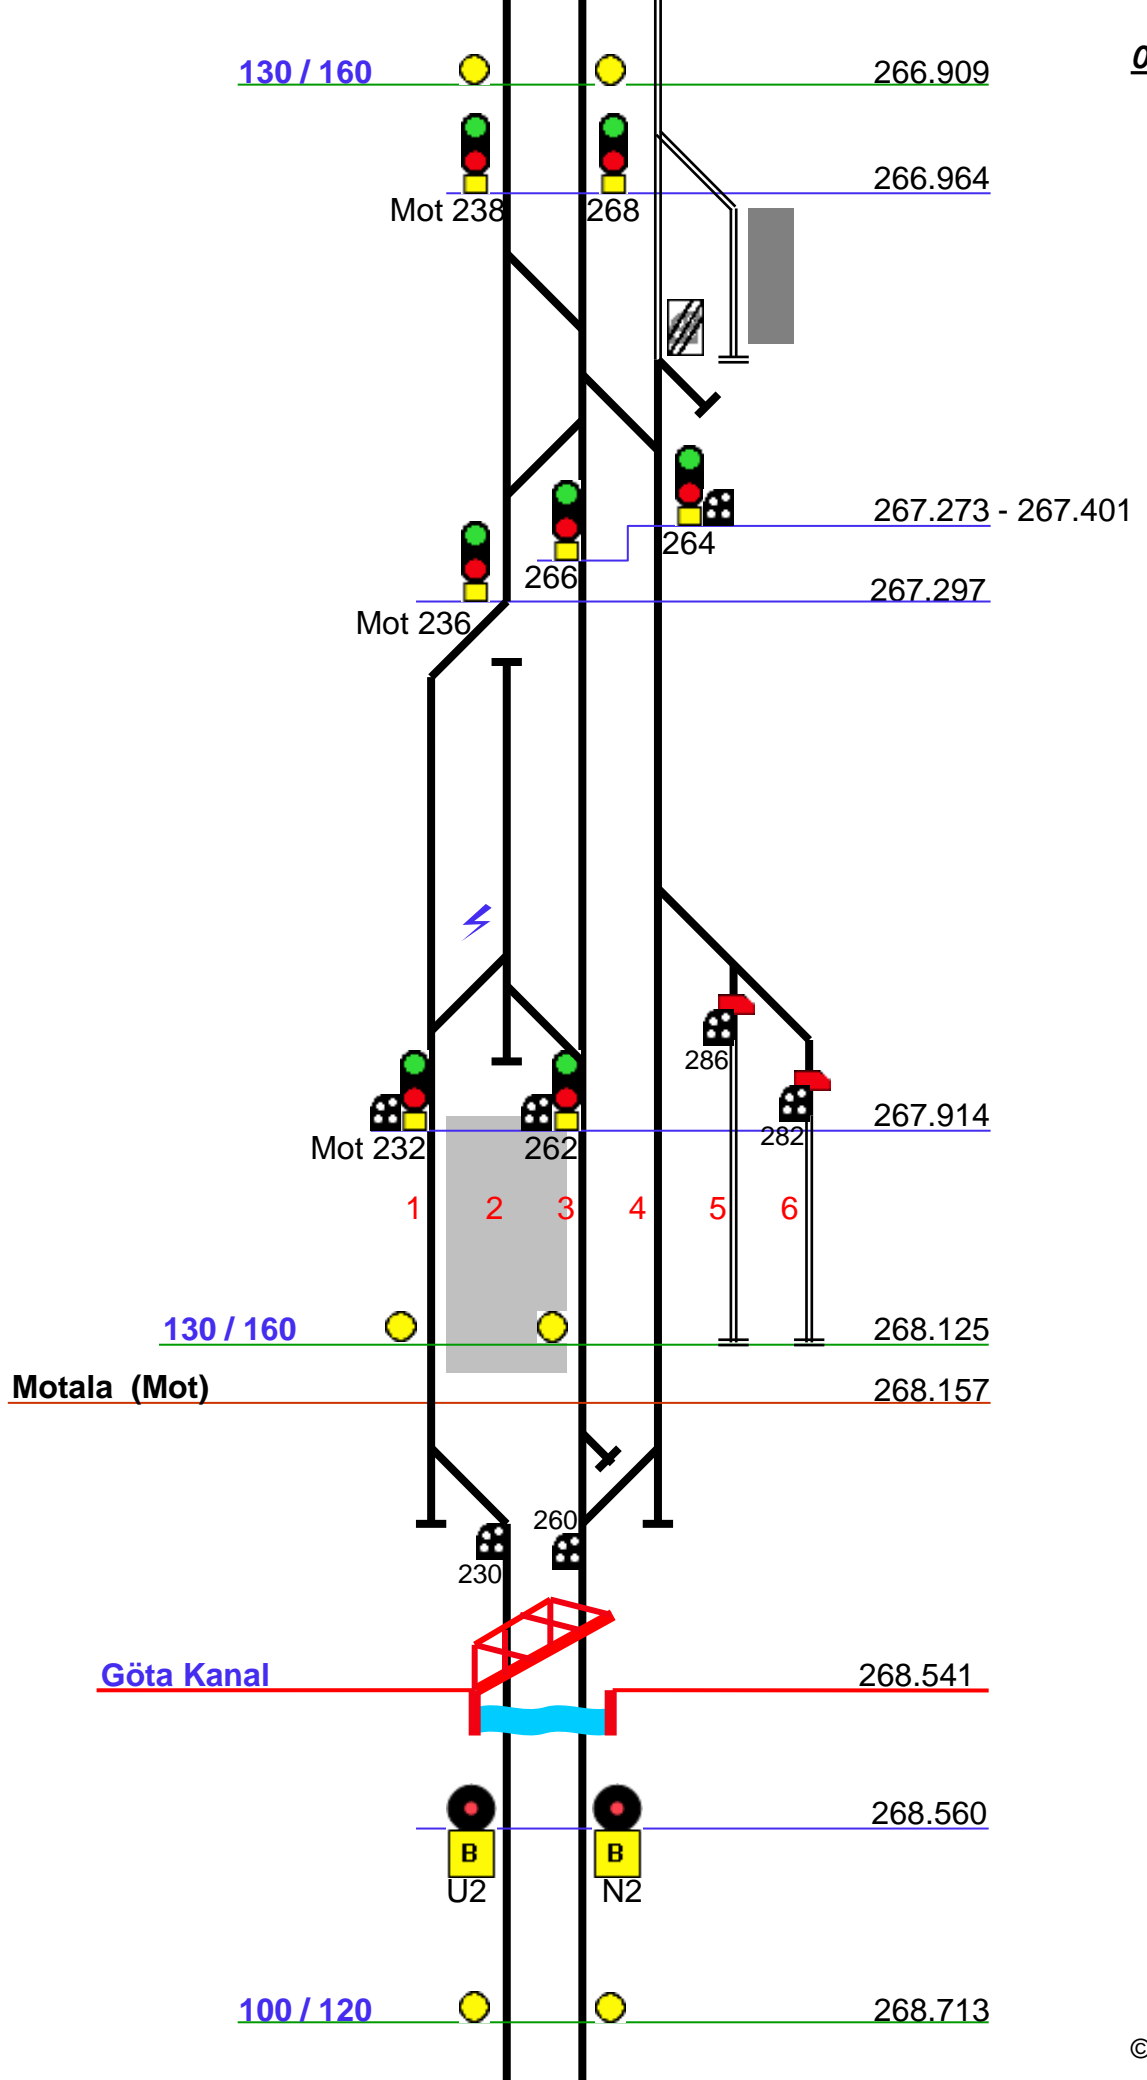 0
130 / 160 266.909
266.964
Mot 238 268
267.273 - 267.401
264
266
267.297
Mot 236
286
267.914
282
Mot 232 262
1 2 3 4 5 6
130 / 160 268.125
Motala (Mot) 268.157
260
230
Göta Kanal 268.541
268.560
B B
U2 N2
100 / 120 268.713
©